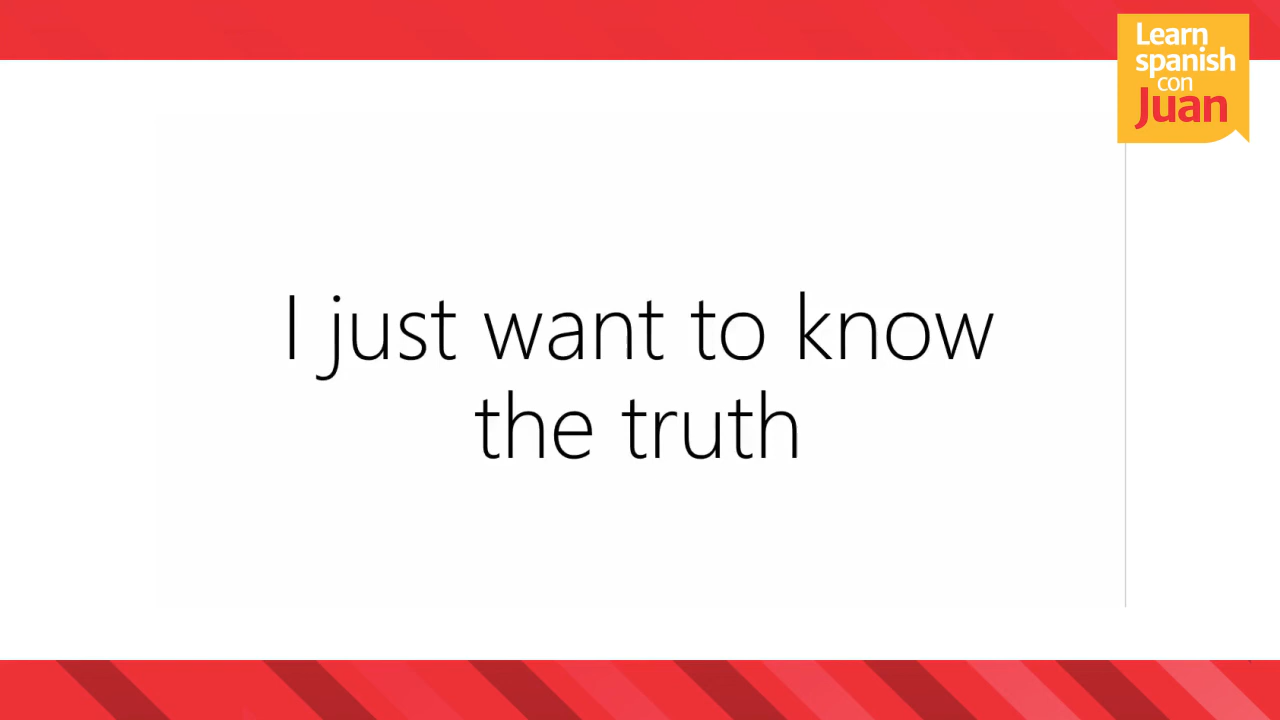 Learn
spanish
con
Juan
I just want to know
the truth